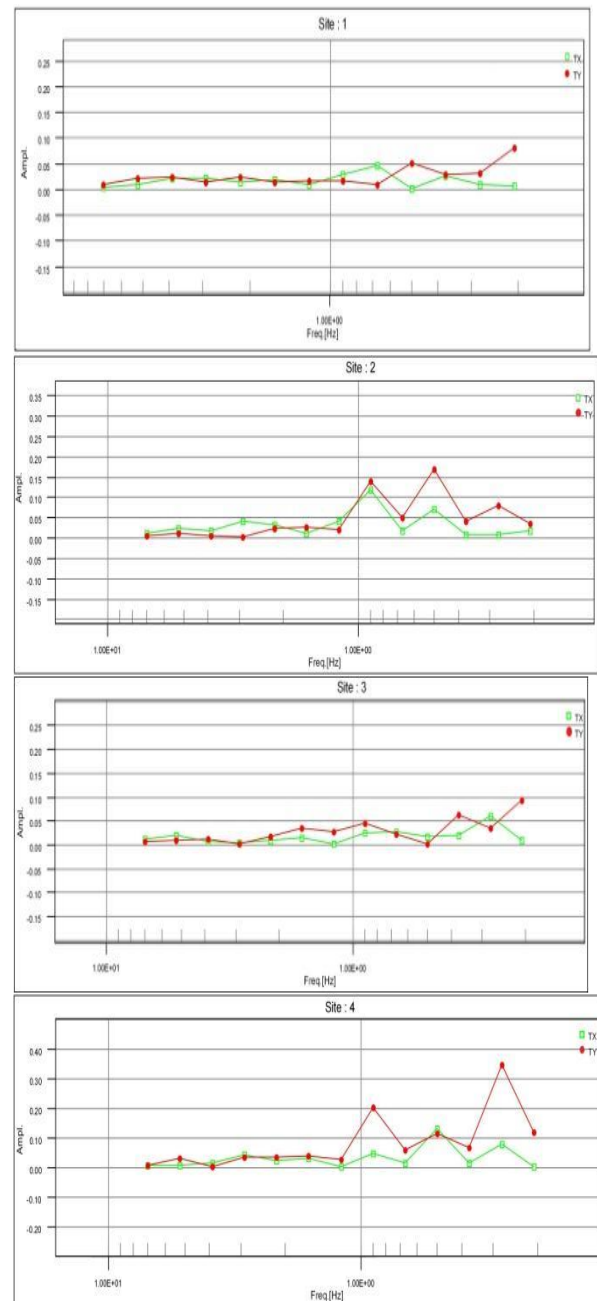 Site : 1
TX
TY
0.25
0.20
0.15
0.10
0.05
0.00
-0.05
-0.10
-0.15
Ampl.
1.00E+00
Freq.[Hz]
Site : 2
TX
TY
0.35
0.30
0.25
0.20
0.15
0.10
0.05
0.00
-0.05
-0.10
-0.15
Ampl.
1.00E+01
1.00E+00
Freq.[Hz]
Site : 3
TX
TY
0.25
0.20
0.15
0.10
0.05
0.00
-0.05
-0.10
-0.15
Ampl.
1.00E+01
1.00E+00
Freq.[Hz]
Site : 4
TX
TY
0.40
0.30
0.20
0.10
0.00
-0.10
-0.20
Ampl.
1.00E+01
1.00E+00
Freq.[Hz]